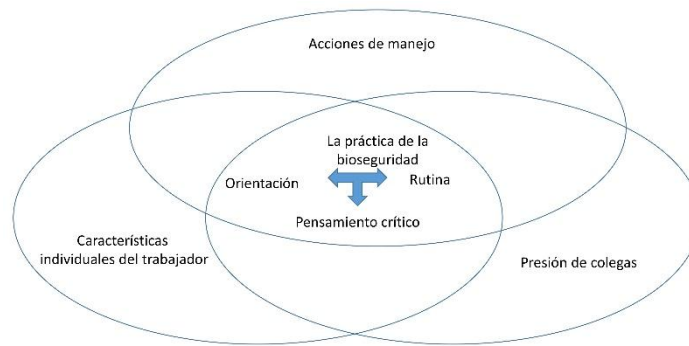 Acciones de manejo
La práctica de la
bioseguridad
Orientación
Rutina
Pensamiento crítico
Características
individuales del trabajador
Presión de colegas